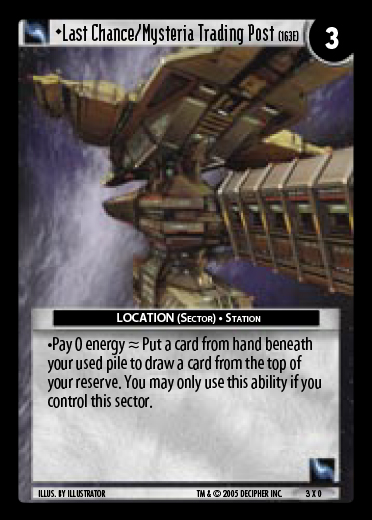 •Last Chance/Mysteria Trading Post (163E)
3
LOCATION (SECTOR) • STATION
•Pay 0 energy ≈ Put a card from hand beneath
your used pile to draw a card from the top of
your reserve. You may only use this ability if you
control this sector.
ILLUS. BY ILLUSTRATOR TM & © 2005 DECIPHER INC. 3 X 0